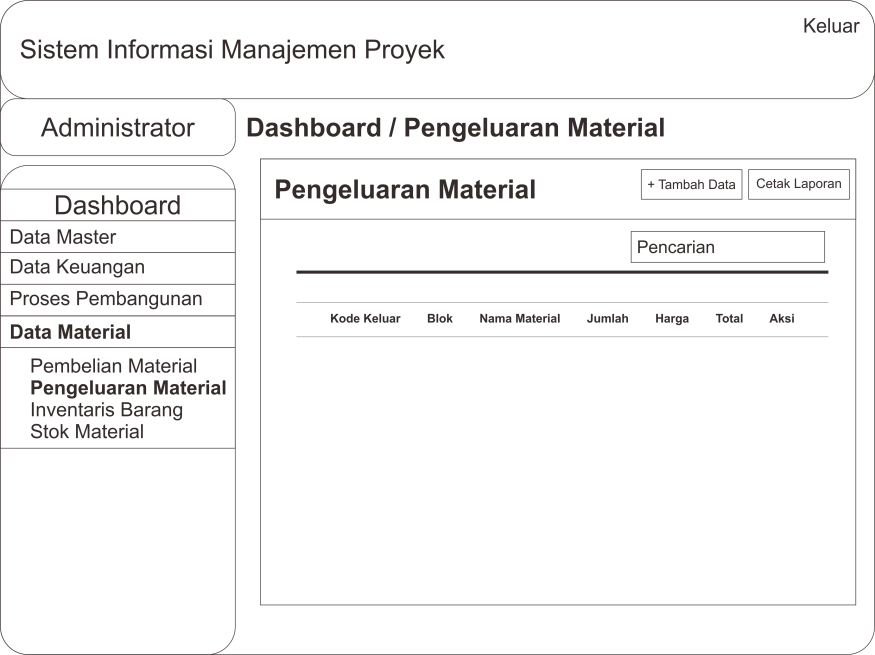 Keluar
Sistem Informasi Manajemen Proyek
Administrator
Dashboard / Pengeluaran Material
Dashboard
Data Master
Data Keuangan
Proses Pembangunan
Data Material
Pembelian Material
Pengeluaran Material
Inventaris Barang
Stok Material
Pengeluaran Material
+ Tambah Data
Cetak Laporan
Pencarian
Kode Keluar Blok Nama Material Jumlah Harga Total Aksi